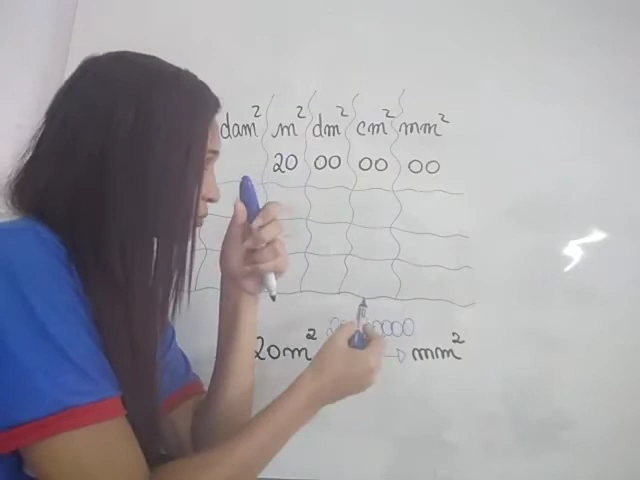 dam² m² dm² cm² mm²
20 00 00 00
20m² → mm²